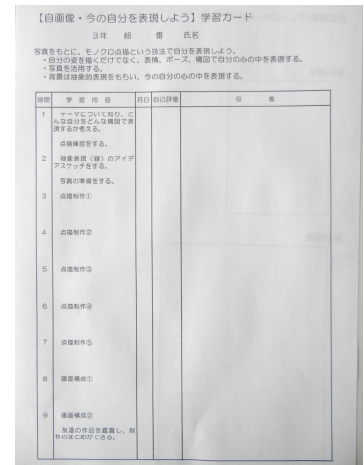 【自画像・今の自分を表現しよう】学習カード
3年　組　　番　　氏名
写真をもとに、モノクロ点描という技法で自分を表現しよう。
・自分の姿を描くだけでなく、表情、ポーズ、構図で自分の心の中を表現する。
・写真を活用する。
・背景は抽象的表現をもちい、今の自分の心の中を表現する。
時間　学　習　内　容　月日　自己評価　反　　省
1　テーマについて知り、ど
んな自分をどんな構図で表
現するか考える。
点描練習をする。
2　抽象表現（線）のアイデ
アスケッチをする。
写真の準備をする。
3　点描制作①
4　点描制作②
5　点描制作③
6　点描制作④
7　点描制作⑤
8　画面構成①
9　画面構成②
友達の作品を鑑賞し、制
作のまとめができる。